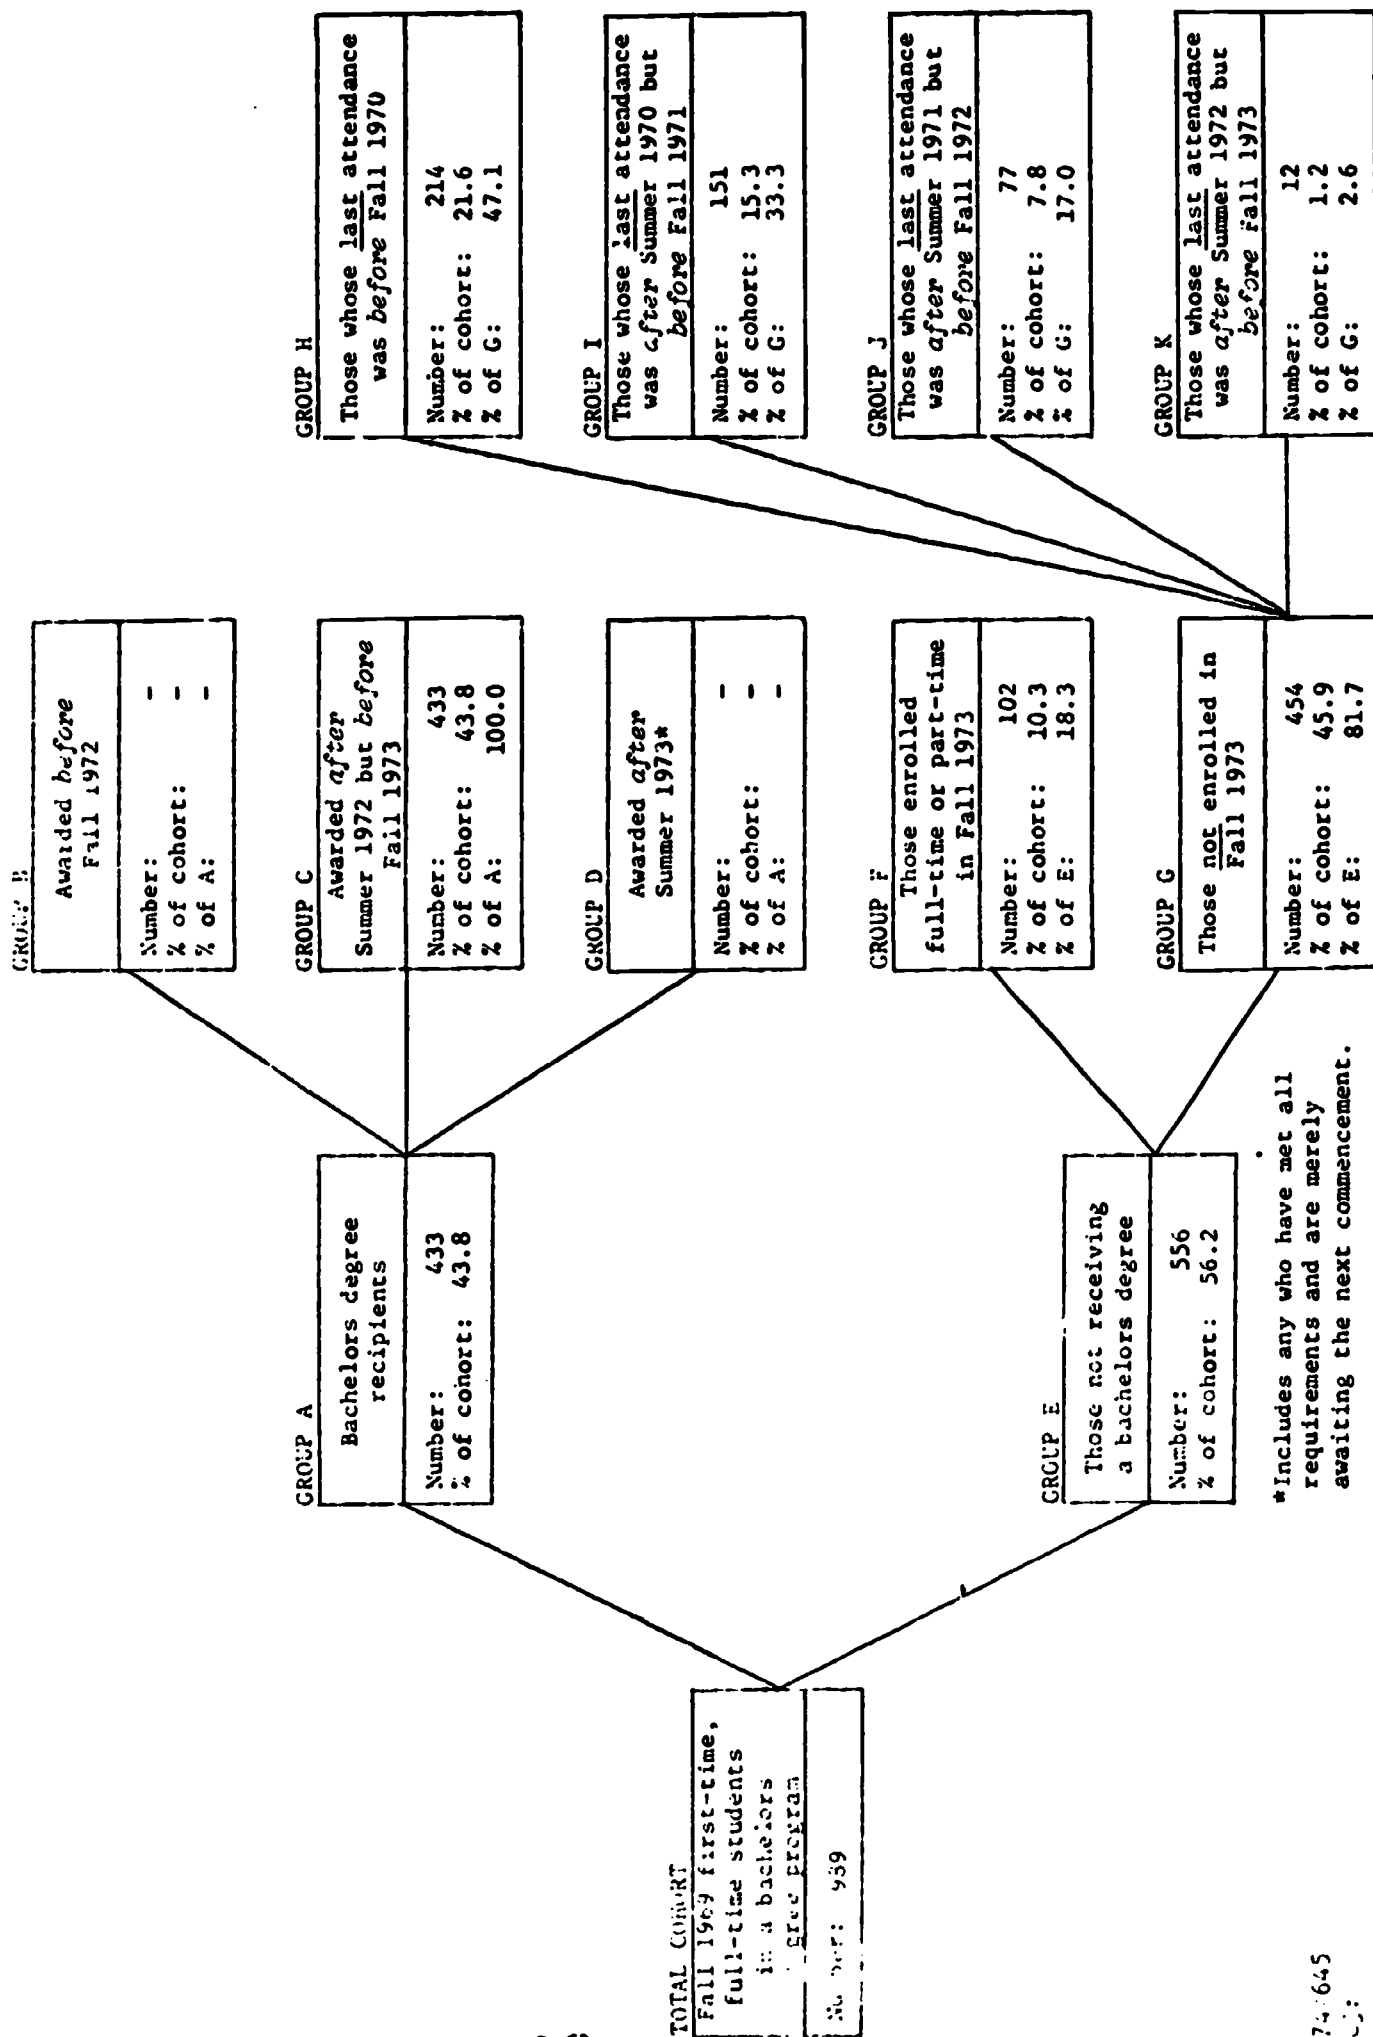 TOTAL COHORT
Fall 1969 first-time,
full-time students
in a bachelors
program
989
GROUP A
Bachelors degree
recipients
Number: 433
% of cohort: 43.8
GROUP E
Those not receiving
a bachelors degree
Number: 556
% of cohort: 56.2
*Includes any who have met all
requirements and are merely
awaiting the next commencement.
GROUP B
Awarded before
Fall 1972
Number: -
% of cohort: -
% of A: -
GROUP C
Awarded after
Summer 1972 but before
Fall 1973
Number: 433
% of cohort: 43.8
% of A: 100.0
GROUP D
Awarded after
Summer 1973*
Number: -
% of cohort: -
% of A: -
GROUP F
Those enrolled
full-time or part-time
in Fall 1973
Number: 102
% of cohort: 10.3
% of E: 18.3
GROUP G
Those not enrolled in
Fall 1973
Number: 454
% of cohort: 45.9
% of E: 81.7
GROUP H
Those whose last attendance
was before Fall 1970
Number: 214
% of cohort: 21.6
% of G: 47.1
GROUP I
Those whose last attendance
was after Summer 1970 but
before Fall 1971
Number: 151
% of cohort: 15.3
% of G: 33.3
GROUP J
Those whose last attendance
was after Summer 1971 but
before Fall 1972
Number: 77
% of cohort: 7.8
% of G: 17.0
GROUP K
Those whose last attendance
was after Summer 1972 but
before Fall 1973
Number: 12
% of cohort: 1.2
% of G: 2.6